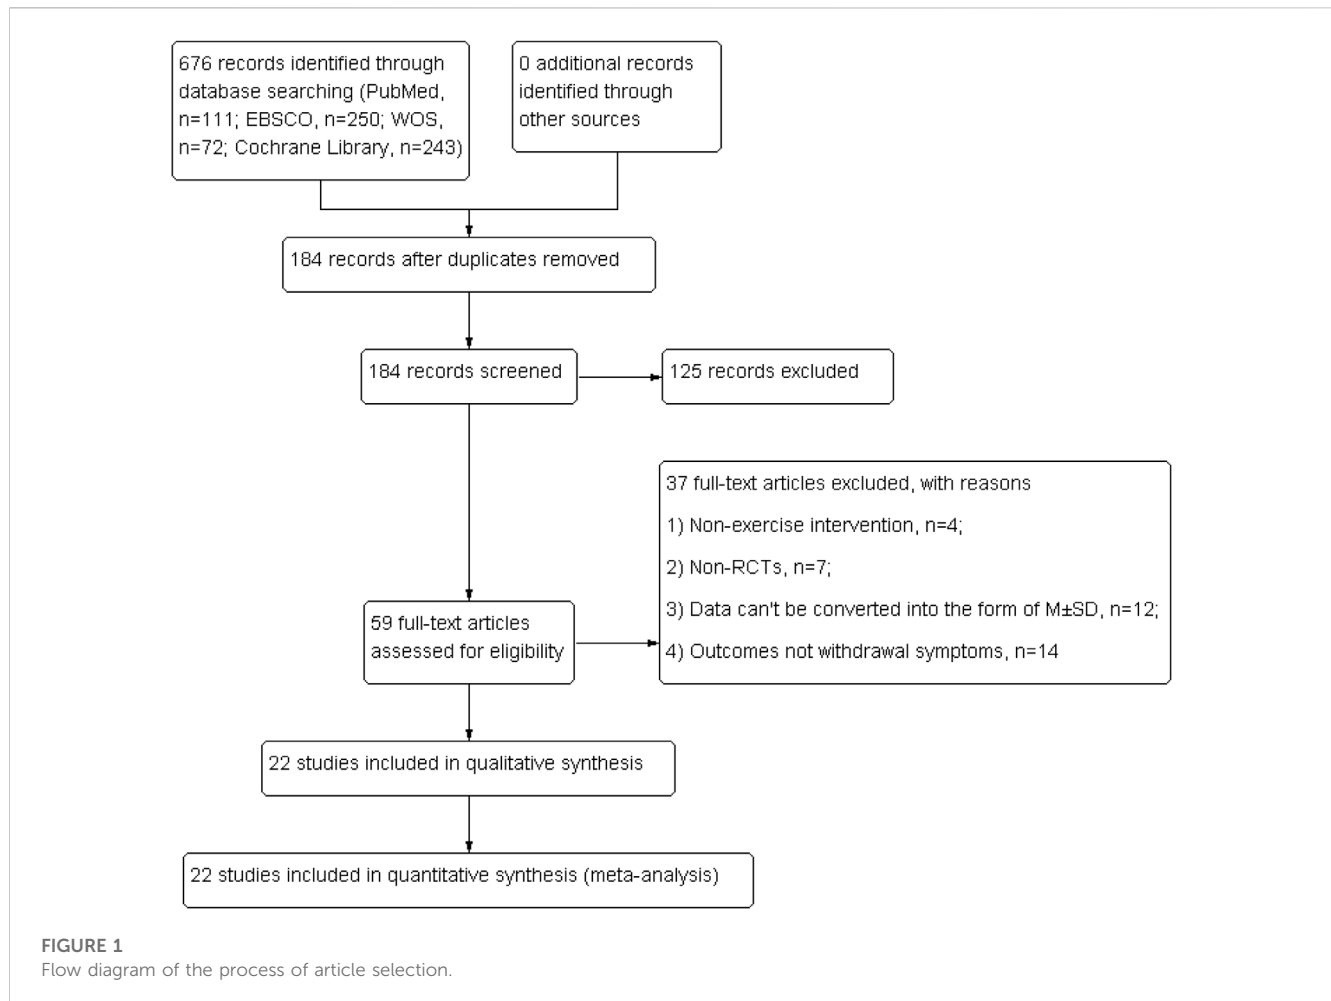 676 records identified through
database searching (PubMed,
n=111; EBSCO, n=250; WOS,
n=72; Cochrane Library, n=243)
0 additional records
identified through
other sources
184 records after duplicates removed
184 records screened
125 records excluded
37 full-text articles excluded, with reasons
1) Non-exercise intervention, n=4;
2) Non-RCTs, n=7;
3) Data can't be converted into the form of M±SD, n=12;
4) Outcomes not withdrawal symptoms, n=14
59 full-text articles
assessed for eligibility
22 studies included in qualitative synthesis
22 studies included in quantitative synthesis (meta-analysis)
FIGURE 1
Flow diagram of the process of article selection.